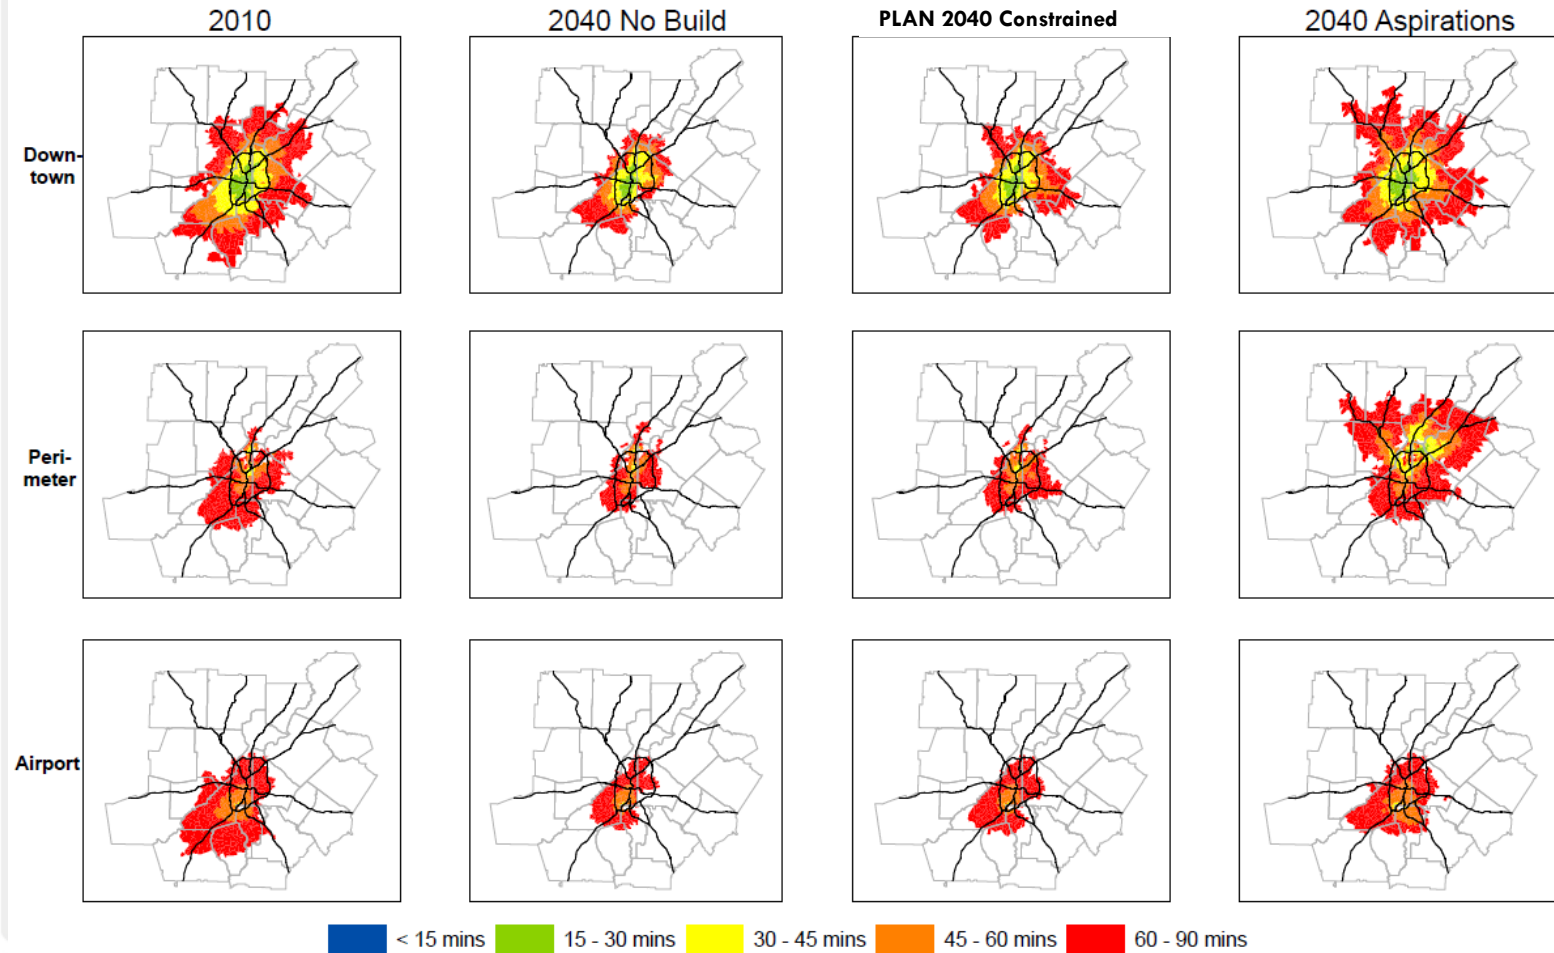 2010
2040 No Build
PLAN 2040 Constrained
2040 Aspirations
Down-
town
Peri-
meter
Airport
< 15 mins
15 - 30 mins
30 - 45 mins
45 - 60 mins
60 - 90 mins